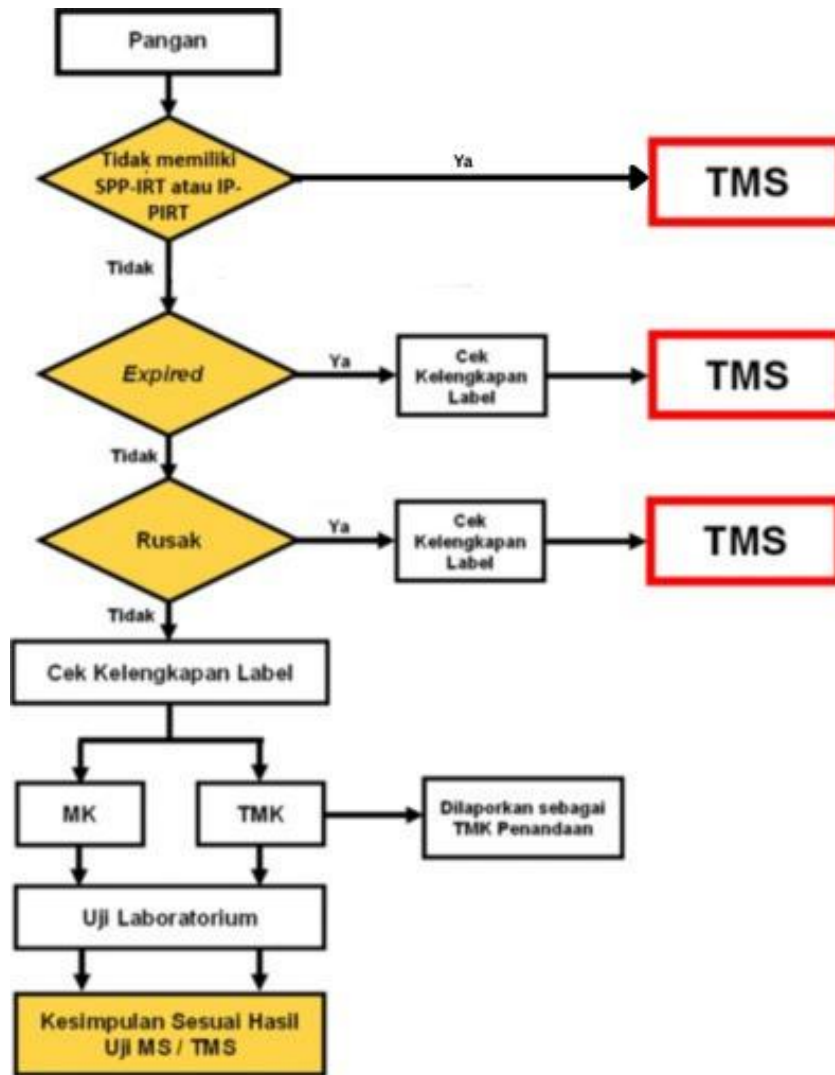 Pangan
Tidak memiliki
SPP-IRT atau IP-
PIRT
Ya
TMS
Tidak
Expired
Ya
Cek
Kelengkapan
Label
TMS
Tidak
Rusak
Ya
Cek
Kelengkapan
Label
TMS
Tidak
Cek Kelengkapan Label
MK
TMK
Dilaporkan sebagai
TMK Penandaan
Uji Laboratorium
Kesimpulan Sesuai Hasil
Uji MS / TMS